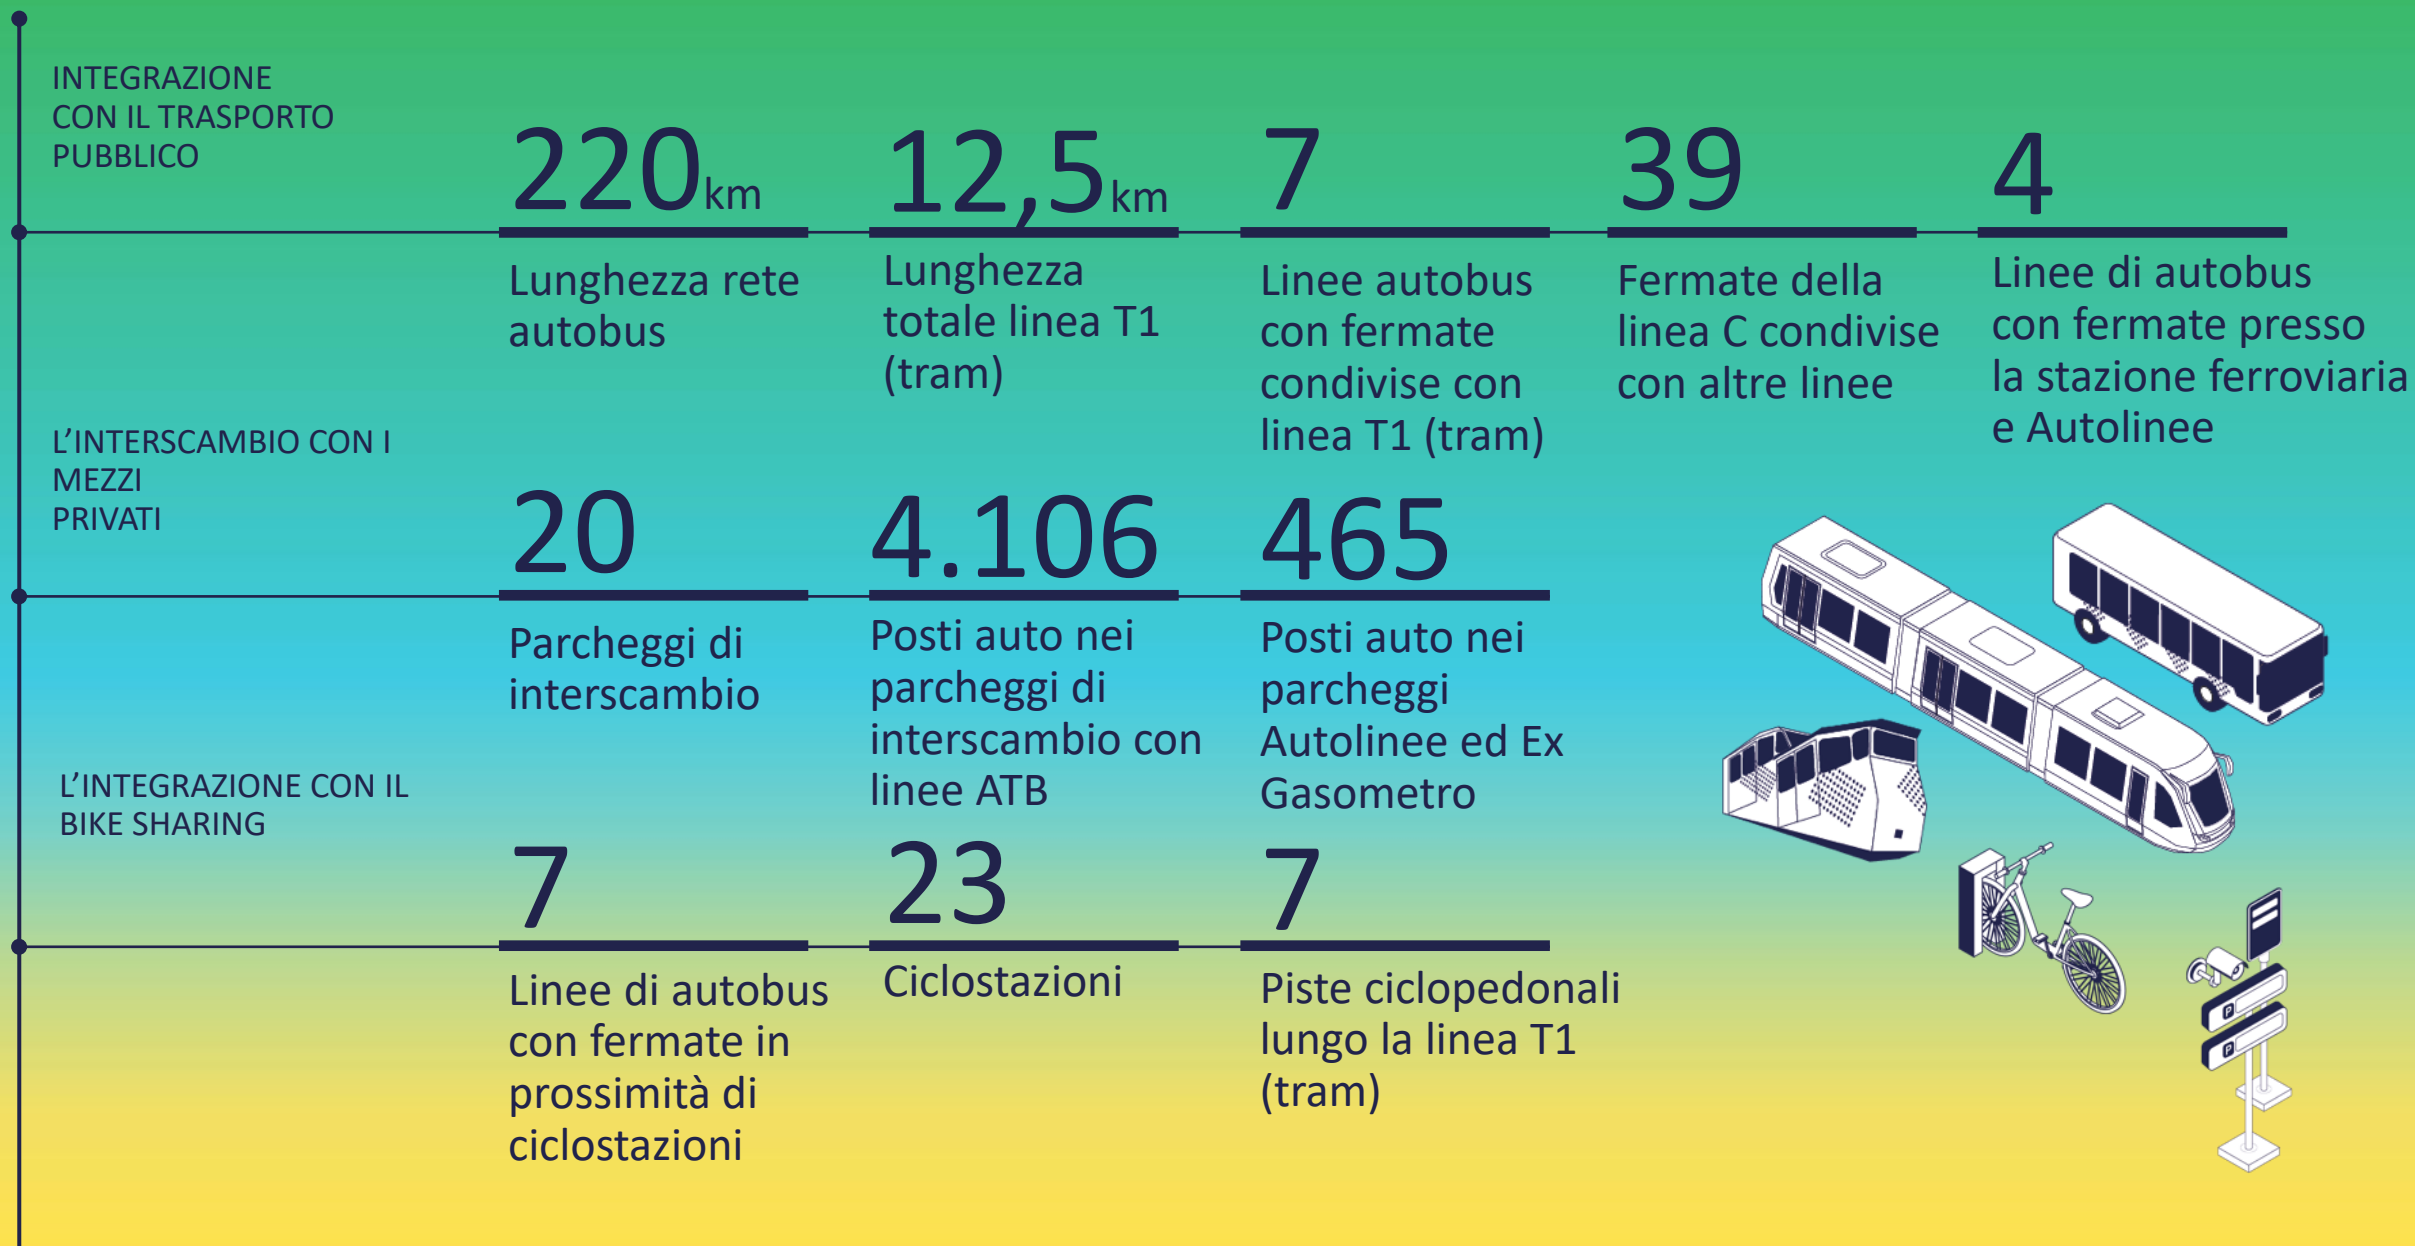 INTEGRAZIONE
CON IL TRASPORTO
PUBBLICO
220 km
Lunghezza rete
autobus
12,5 km
Lunghezza
totale linea T1
(tram)
7
Linee autobus
con fermate
condivise con
linea T1 (tram)
39
Fermate della
linea C condivise
con altre linee
4
Linee di autobus
con fermate presso
la stazione ferroviaria
e Autolinee
L’INTERSCAMBIO CON I
MEZZI
PRIVATI
20
Parcheggi di
interscambio
4.106
Posti auto nei
parcheggi di
interscambio con
linee ATB
465
Posti auto nei
parcheggi
Autolinee ed Ex
Gasometro
L’INTEGRAZIONE CON IL
BIKE SHARING
7
Linee di autobus
con fermate in
prossimità di
ciclostazioni
23
Ciclostazioni
7
Piste ciclopedonali
lungo la linea T1
(tram)
P
P